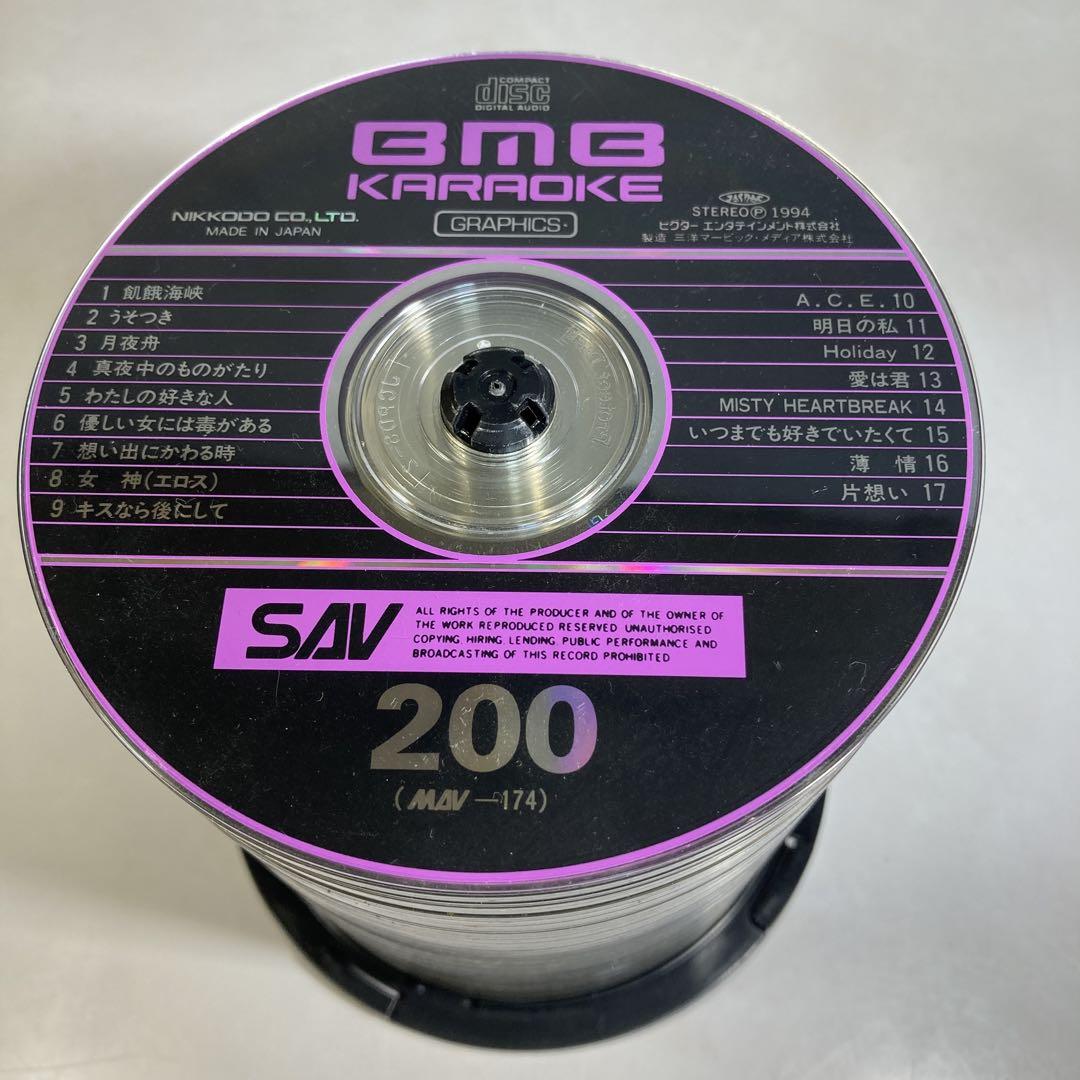 COMPACT
disc
DIGITAL AUDIO
BMB
KARAOKE
GRAPHICS
NIKKODO CO., LTD.
MADE IN JAPAN
JASRAC
STEREO Ⓟ 1994
ビクター エンタテインメント株式会社
製造 三洋マービック・メディア株式会社
1 飢餓海峡
2 うそつき
3 月夜舟
4 真夜中のものがたり
5 わたしの好きな人
6 優しい女には毒がある
7 想い出にかわる時
8 女 神(エロス)
9 キスなら後にして
A.C.E. 10
明日の私 11
Holiday 12
愛は君 13
MISTY HEARTBREAK 14
いつまでも好きでいたくて 15
薄 情 16
片想い 17
SAV
ALL RIGHTS OF THE PRODUCER AND OF THE OWNER OF
THE WORK REPRODUCED RESERVED UNAUTHORISED
COPYING, HIRING, LENDING, PUBLIC PERFORMANCE AND
BROADCASTING OF THIS RECORD PROHIBITED
200
(MAV-174)